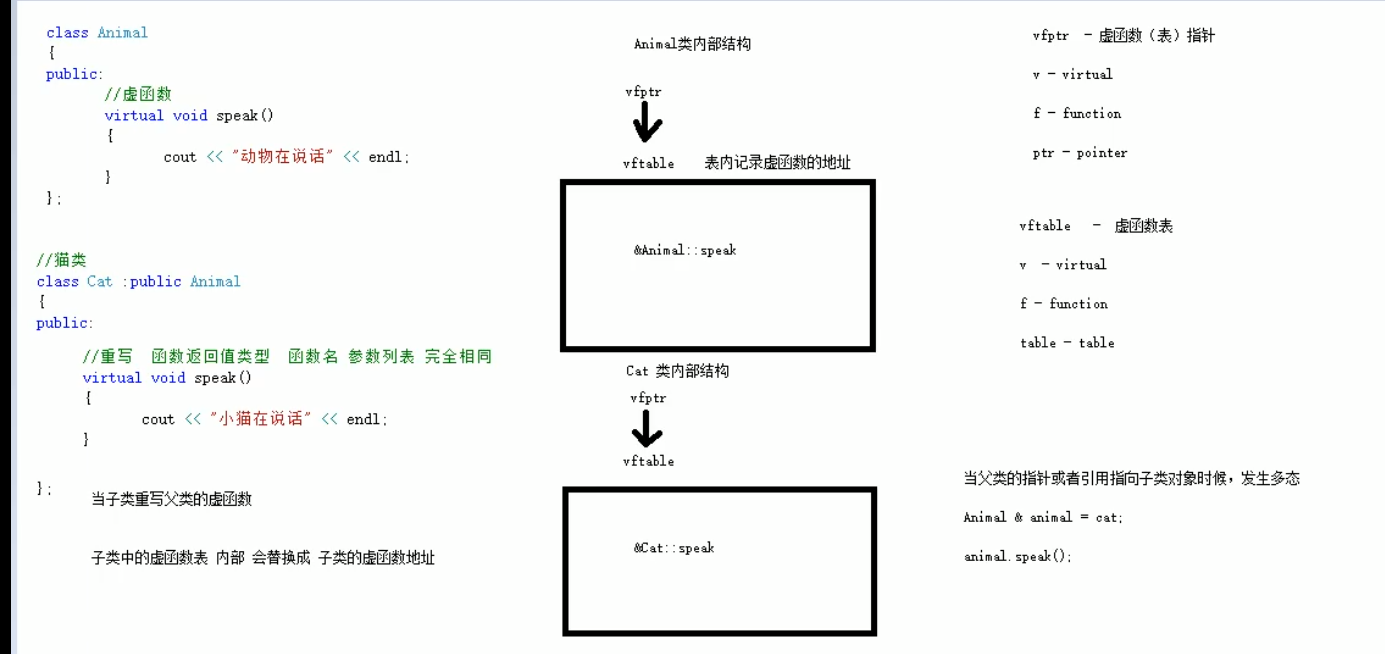 class Animal
{
public:
//虚函数
virtual void speak()
{
cout << "动物在说话" << endl;
}
};
//猫类
class Cat :public Animal
{
public:
//重写 函数返回值类型 函数名 参数列表 完全相同
virtual void speak()
{
cout << "小猫在说话" << endl;
}
};
当子类重写父类的虚函数
子类中的虚函数表 内部 会替换成 子类的虚函数地址
Animal类内部结构
vfptr
vftable 表内记录虚函数的地址
&Animal::speak
Cat 类内部结构
vfptr
vftable
&Cat::speak
vfptr - 虚函数（表）指针
v - virtual
f - function
ptr - pointer
vftable - 虚函数表
v - virtual
f - function
table - table
当父类的指针或者引用指向子类对象时候，发生多态
Animal & animal = cat;
animal.speak();